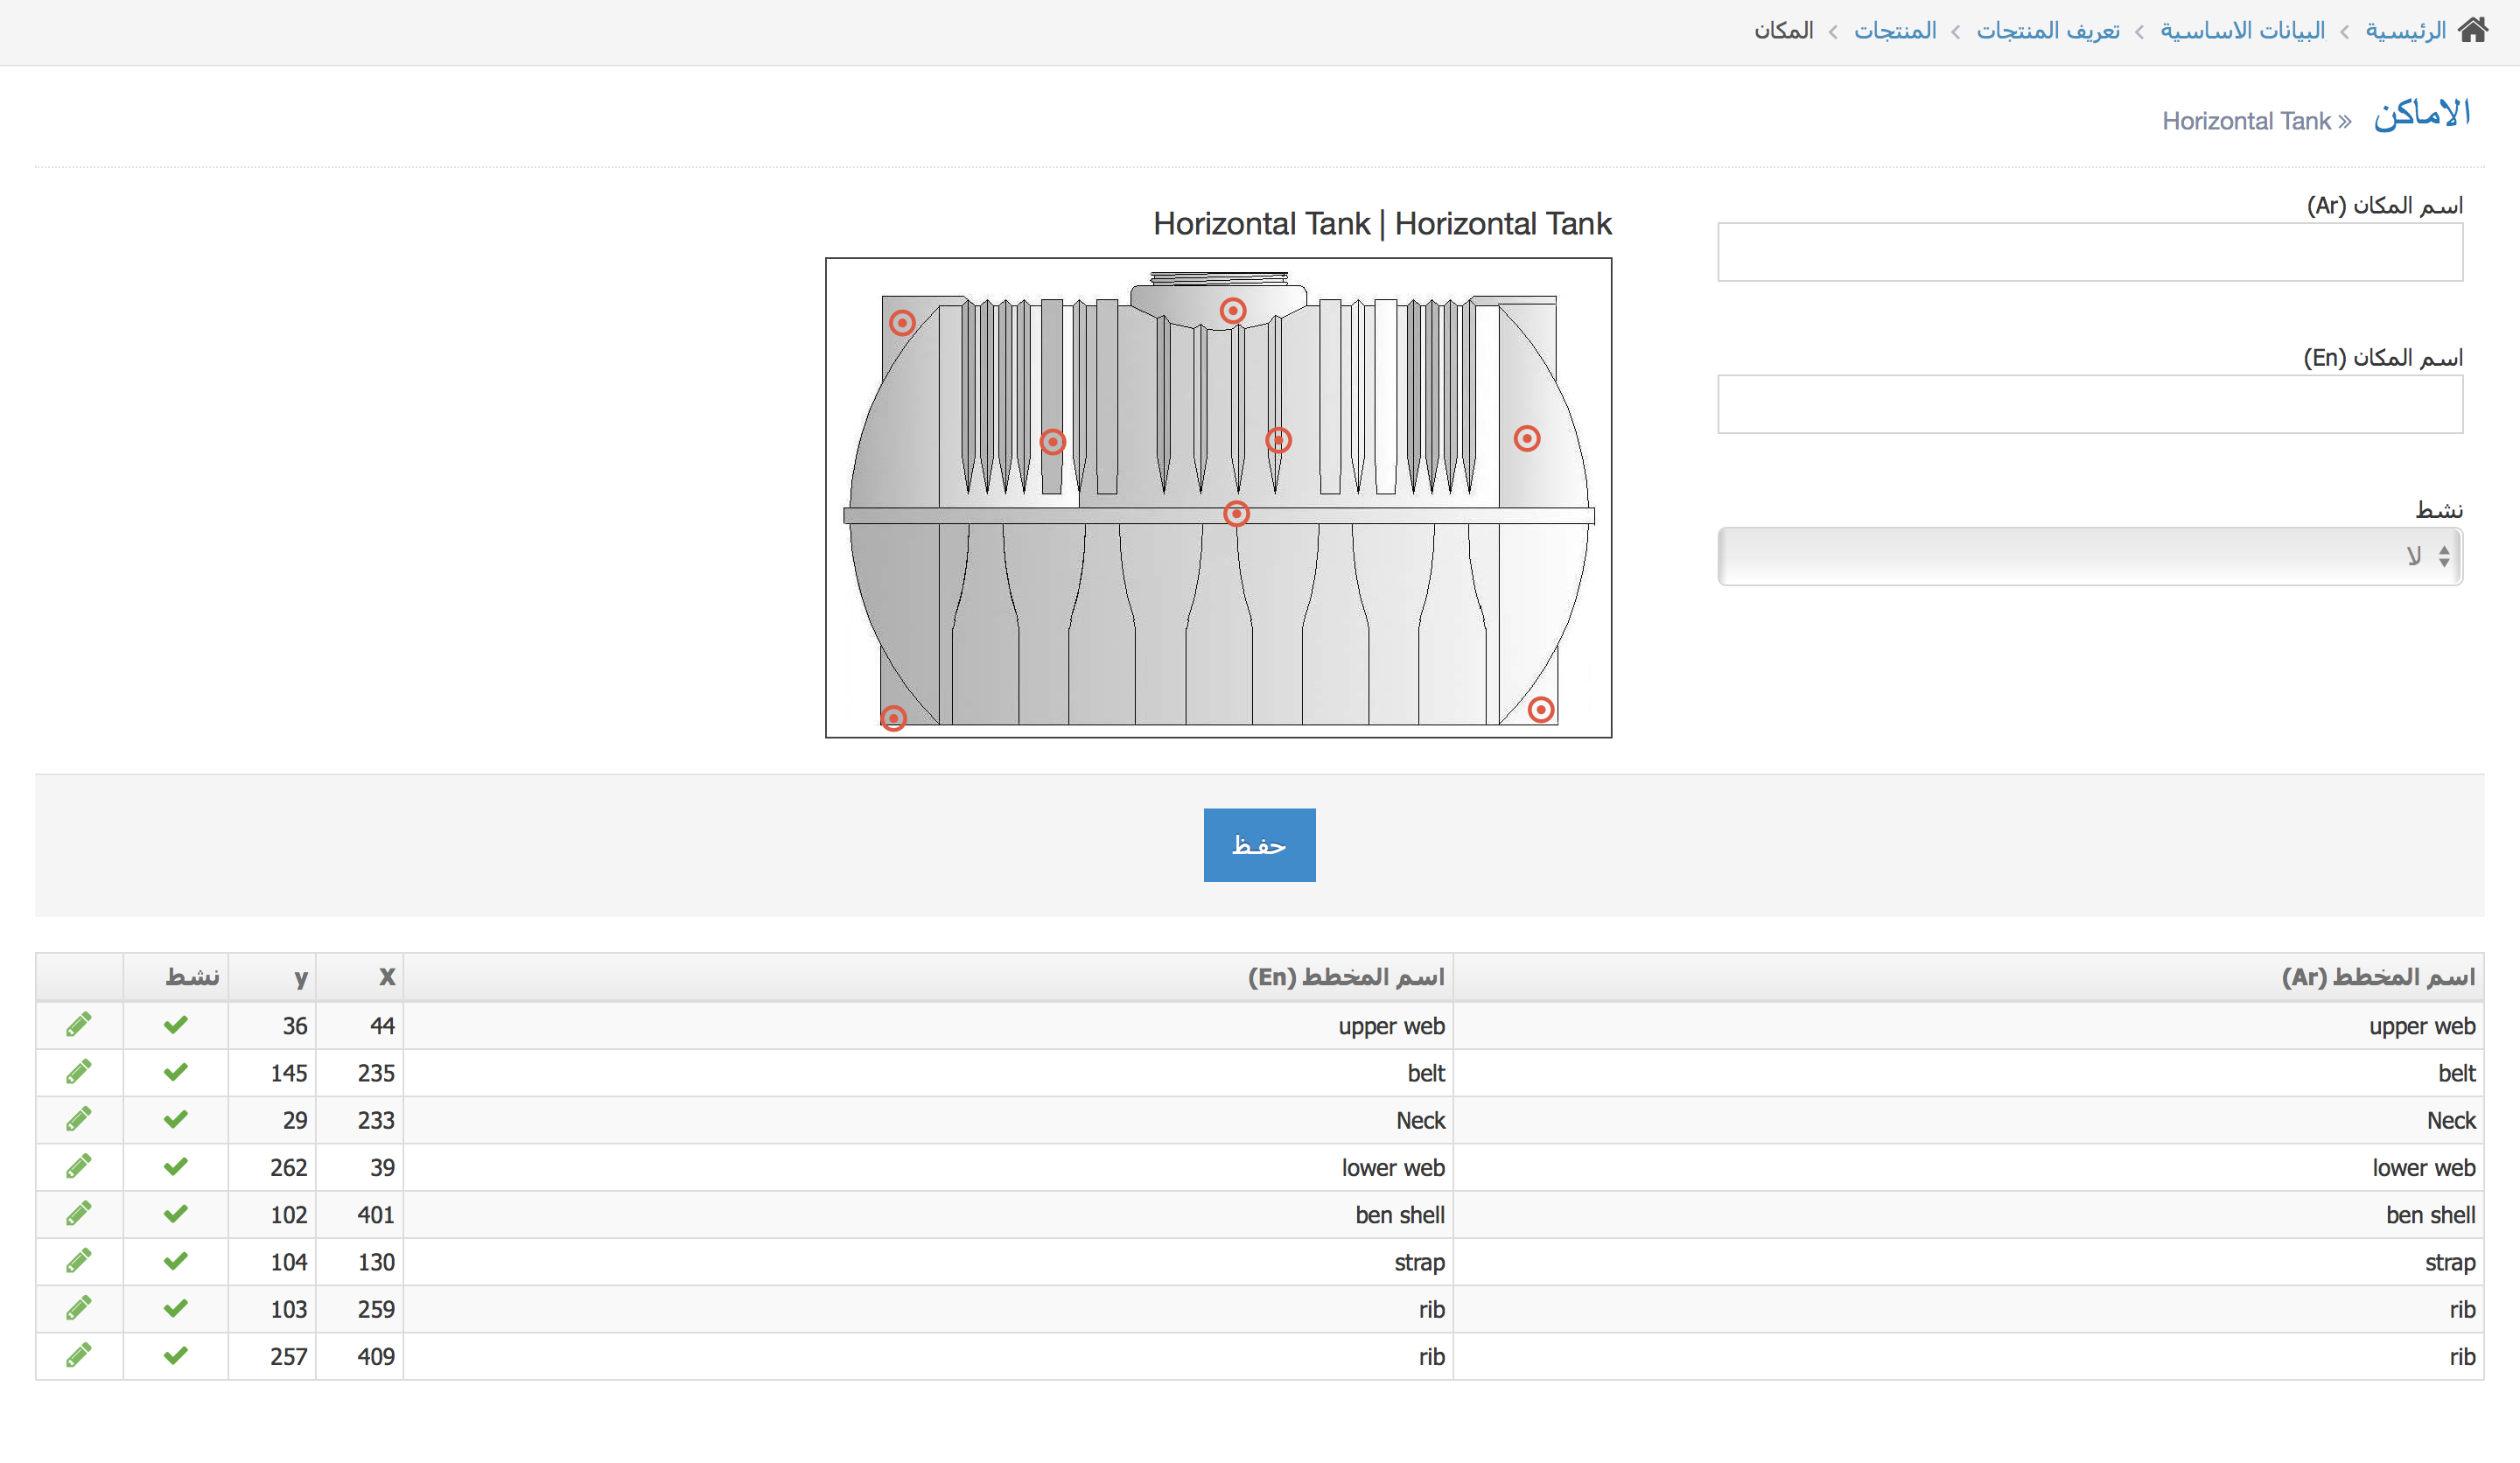 الرئيسية › البيانات الاساسية › تعريف المنتجات › المنتجات › المكان
الاماكن » Horizontal Tank
اسم المكان (Ar)
Horizontal Tank | Horizontal Tank
اسم المكان (En)
نشط
لا
حفظ
اسم المخطط (Ar) اسم المخطط (En) X y نشط
upper web upper web 44 36
belt belt 235 145
Neck Neck 233 29
lower web lower web 39 262
ben shell ben shell 401 102
strap strap 130 104
rib rib 259 103
rib rib 409 257